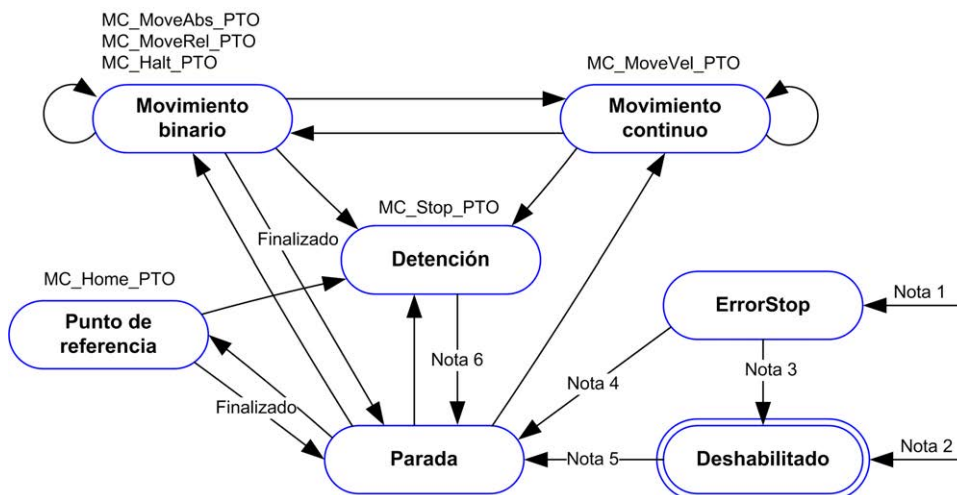 MC_MoveAbs_PTO
MC_MoveRel_PTO
MC_Halt_PTO
MC_MoveVel_PTO
Movimiento
binario
Movimiento
continuo
MC_Stop_PTO
Finalizado
Detención
MC_Home_PTO
Punto de
referencia
ErrorStop
Nota 1
Nota 6
Nota 4
Nota 3
Finalizado
Parada
Nota 5
Deshabilitado
Nota 2